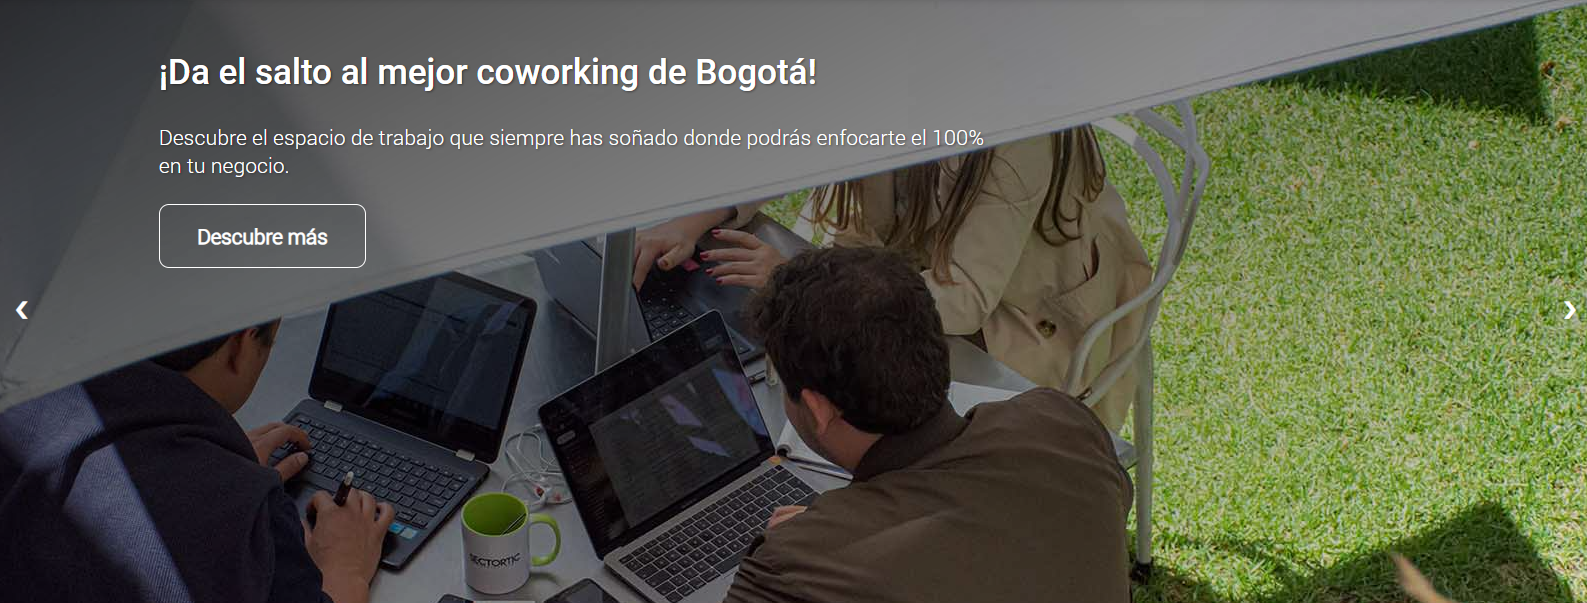 ¡Da el salto al mejor coworking de Bogotá!
Descubre el espacio de trabajo que siempre has soñado donde podrás enfocarte el 100%
en tu negocio.
Descubre más
SECTORTIC